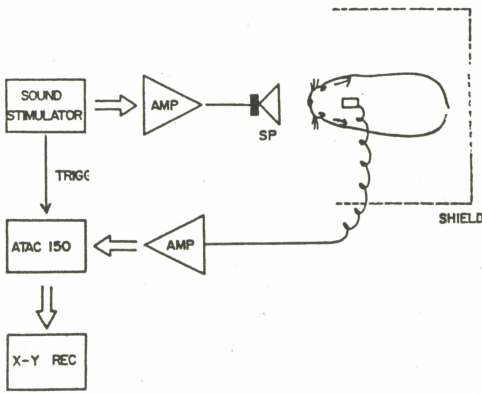 SOUND
STIMULATOR
AMP
SP
TRIGG
SHIELD
ATAC 150
AMP
X-Y REC